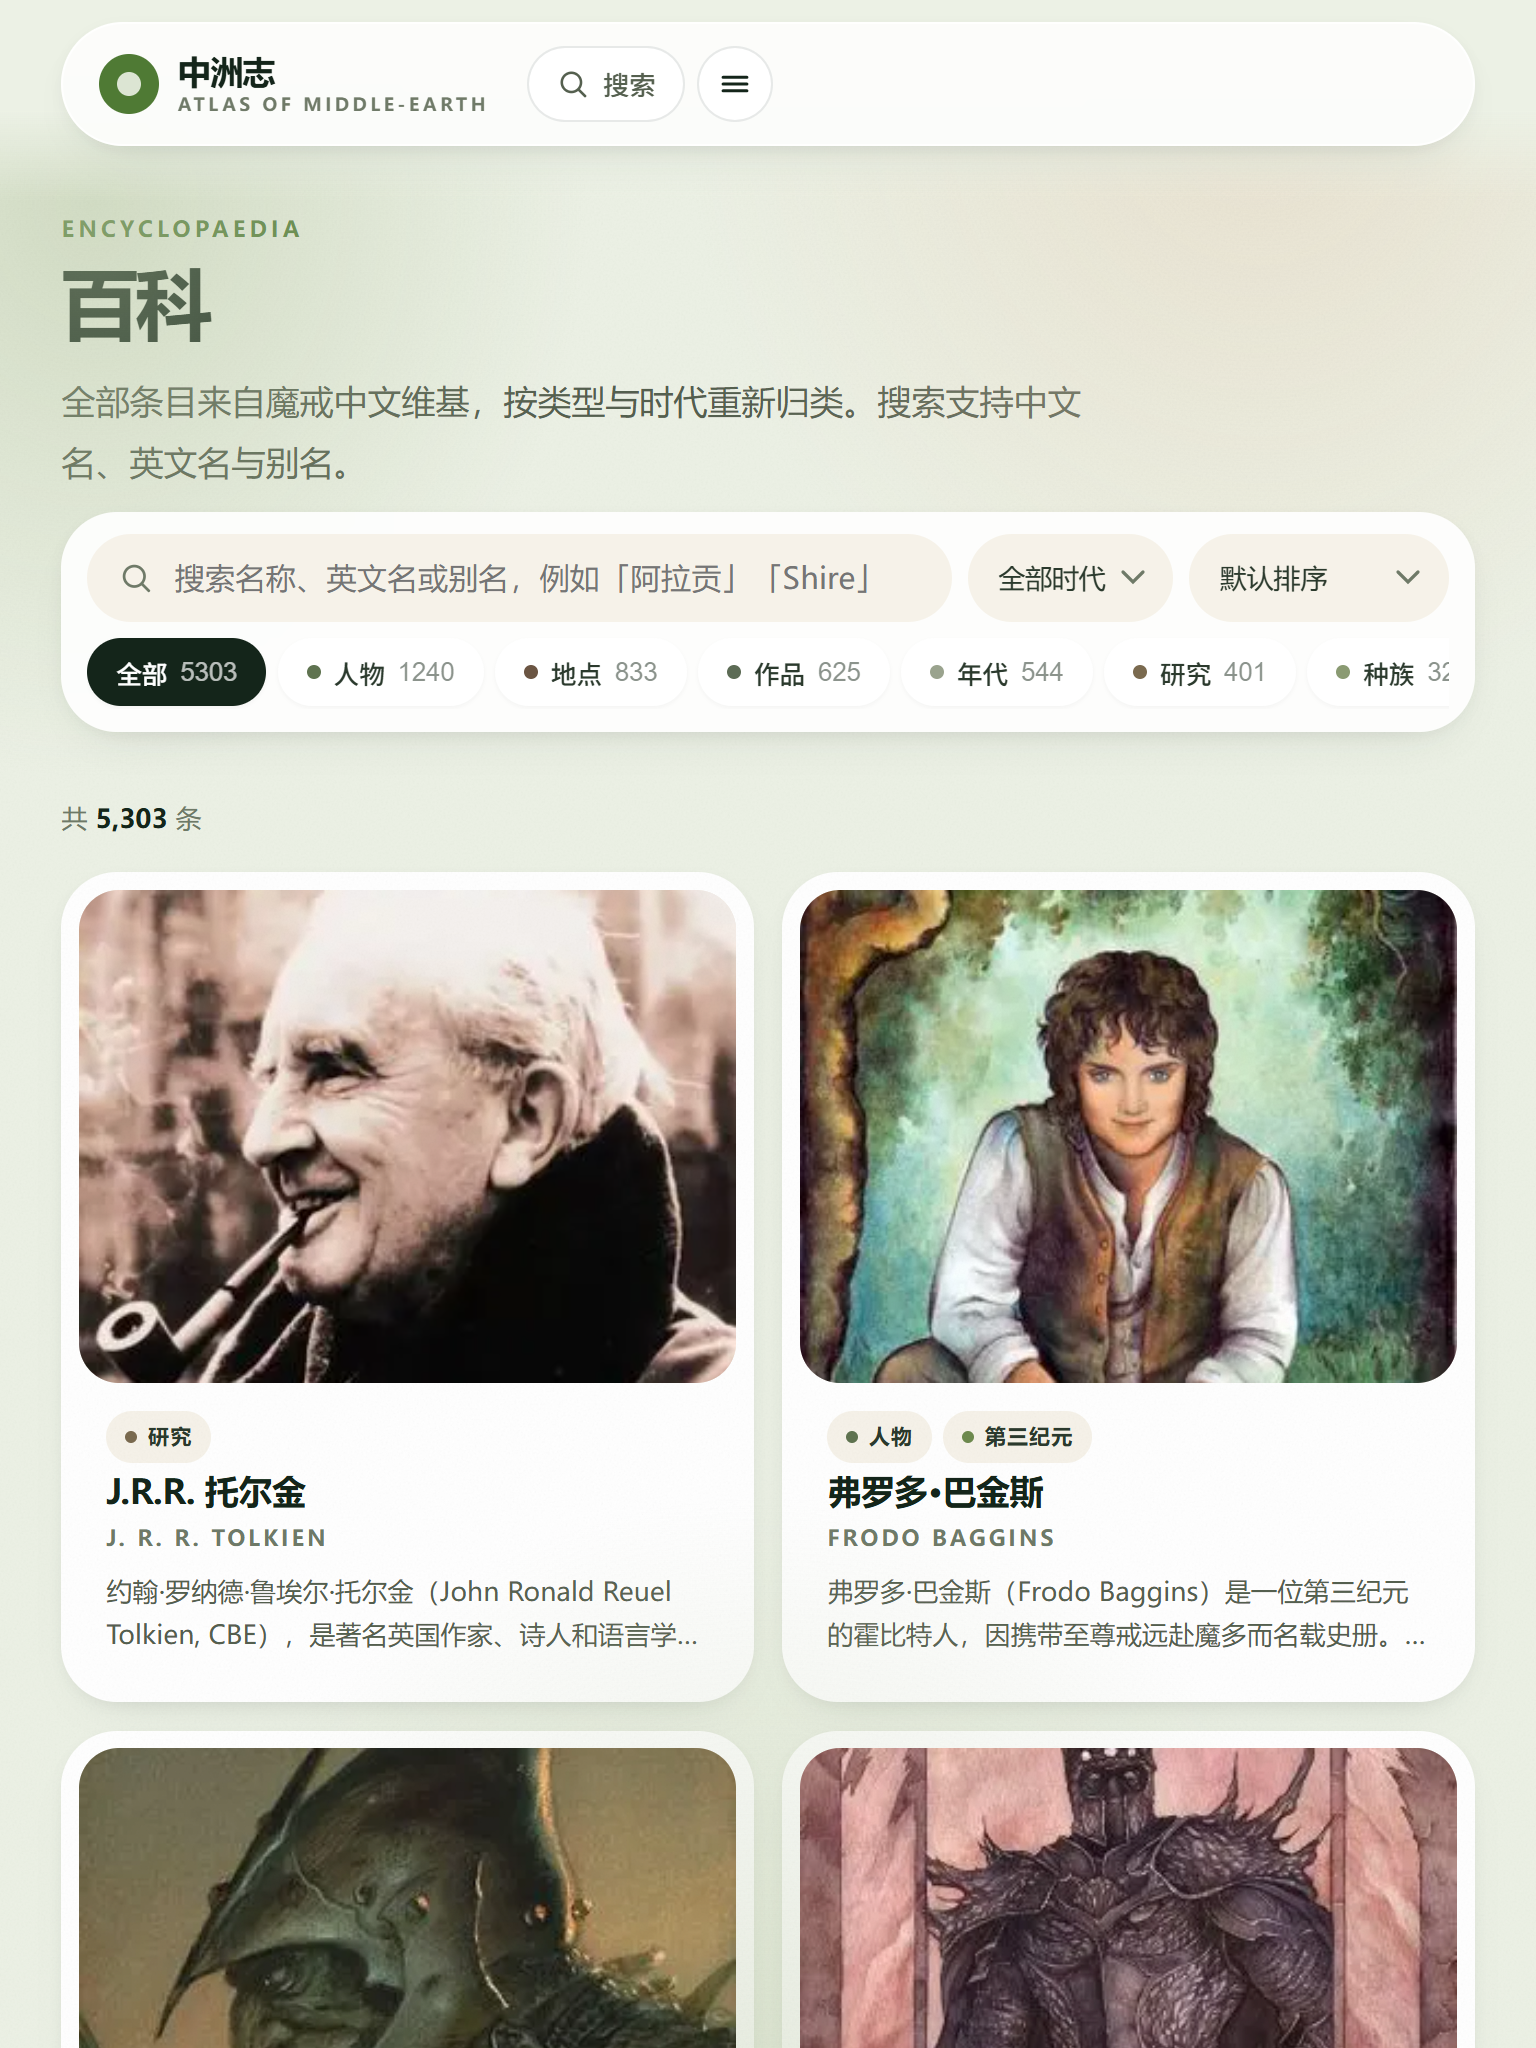 中洲志
ATLAS OF MIDDLE-EARTH
搜索
ENCYCLOPAEDIA
百科
全部条目来自魔戒中文维基，按类型与时代重新归类。搜索支持中文
名、英文名与别名。
搜索名称、英文名或别名，例如「阿拉贡」「Shire」
全部时代
默认排序
全部 5303
人物 1240
地点 833
作品 625
年代 544
研究 401
种族 32
共 5,303 条
研究
J.R.R. 托尔金
J. R. R. TOLKIEN
约翰·罗纳德·鲁埃尔·托尔金（John Ronald Reuel
Tolkien, CBE），是著名英国作家、诗人和语言学…
人物
第三纪元
弗罗多•巴金斯
FRODO BAGGINS
弗罗多·巴金斯（Frodo Baggins）是一位第三纪元
的霍比特人，因携带至尊戒远赴魔多而名载史册。…